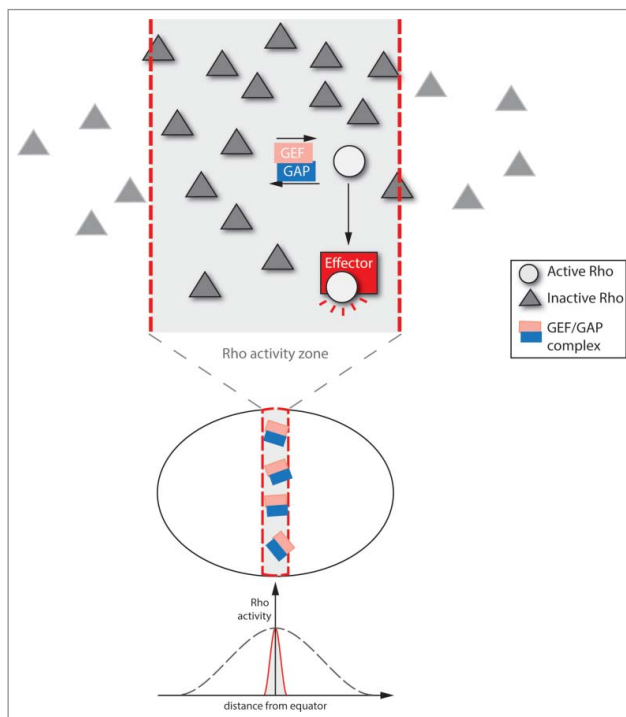 GEF
GAP
Effector
Active Rho
Inactive Rho
GEF/GAP
complex
Rho activity zone
Rho
activity
distance from equator